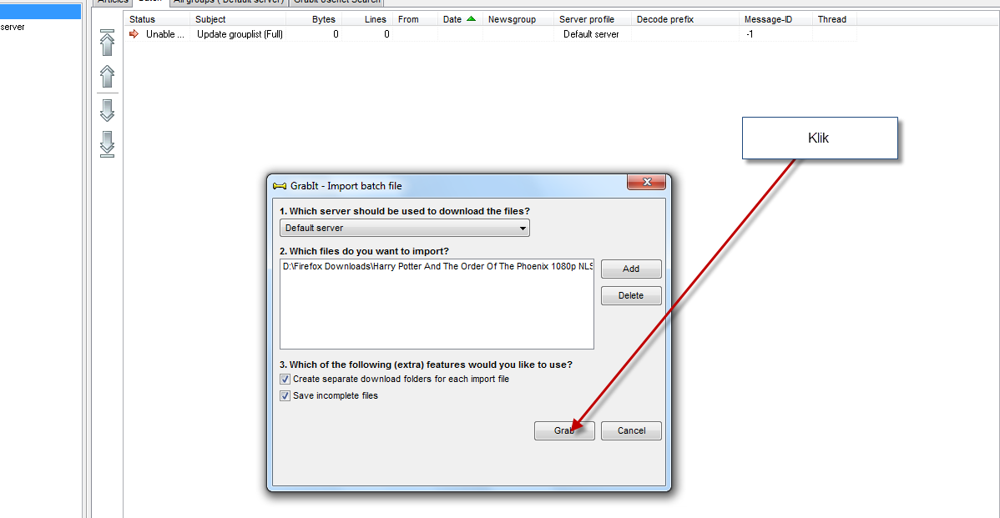 Articles Batch All groups ( Default server) GrabIt Usenet Search
server
Status Subject Bytes Lines From Date Newsgroup Server profile Decode prefix Message-ID Thread
Unable ... Update grouplist (Full) 0 0 Default server -1
Klik
GrabIt - Import batch file
1. Which server should be used to download the files?
Default server
2. Which files do you want to import?
D:\Firefox Downloads\Harry Potter And The Order Of The Phoenix 1080p NLS
Add
Delete
3. Which of the following (extra) features would you like to use?
Create separate download folders for each import file
Save incomplete files
Grab Cancel